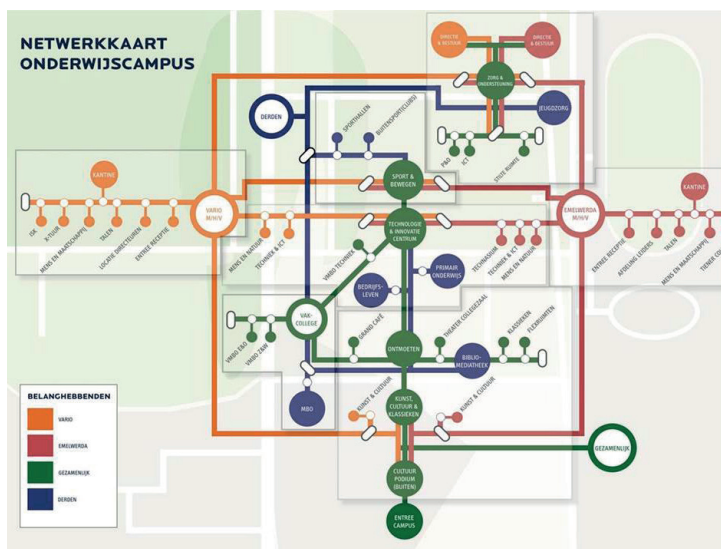 NETWERKKAART
ONDERWIJSCAMPUS
DIRECTIE
& BESTUUR
DIRECTIE
& BESTUUR
ZORG &
ONDERSTEUNING
JEUGDZORG
P&O
ICT
STILTE RUIMTE
DERDEN
SPORTHALLEN
BUITENSPORT(CLUBS)
SPORT &
BEWEGEN
KANTINE
ISK
X-TUUR
MENS EN MAATSCHAPPIJ
TALEN
LOCATIE DIRECTEUREN
ENTREE RECEPTIE
VARIO
M/H/V
MENS EN NATUUR
TECHNIEK & ICT
TECHNOLOGIE
& INNOVATIE
CENTRUM
TECHNASIUM
TECHNIEK & ICT
MENS EN NATUUR
EMELWERDA
M/H/V
KANTINE
ENTREE RECEPTIE
AFDELING LEIDERS
TALEN
MENS EN MAATSCHAPPIJ
TIENER CO
VMBO TECHNIEK
PRIMAIR
ONDERWIJS
BEDRIJFS-
LEVEN
VAK-
COLLEGE
VMBO E&O
VMBO Z&W
GRAND CAFÉ
THEATER COLLEGEZAAL
KLASSIEKEN
FLEXRUIMTEN
ONTMOETEN
BIBLIO-
MEDIATHEEK
MBO
KUNST & CULTUUR
KUNST,
CULTUUR &
KLASSIEKEN
KUNST & CULTUUR
GEZAMENLIJK
CULTUUR
PODIUM
(BUITEN)
ENTREE
CAMPUS
BELANGHEBBENDEN
VARIO
EMELWERDA
GEZAMENLIJK
DERDEN